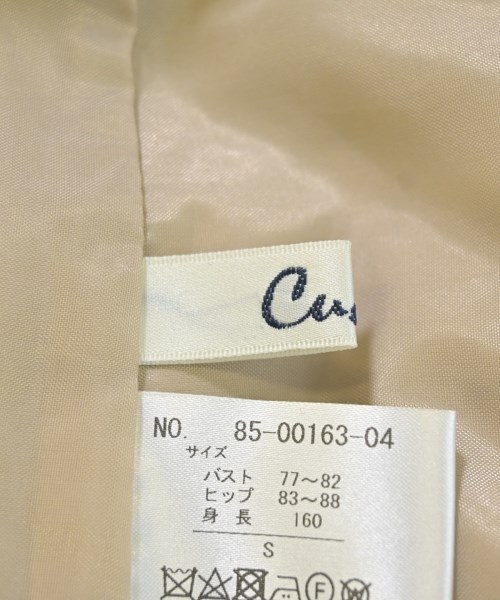 Cu
NO. 85-00163-04
サイズ
バスト 77～82
ヒップ 83～88
身長 160
S